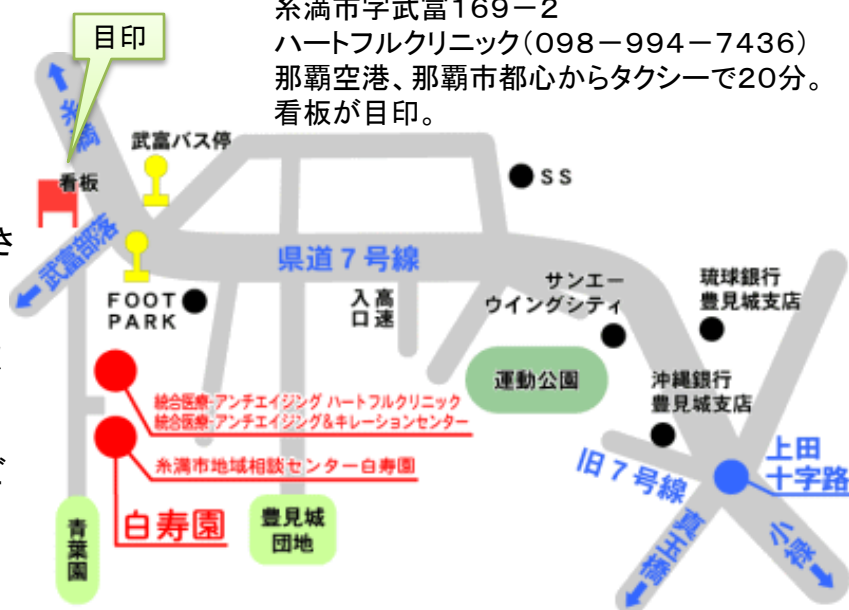 糸満市字武富169－2
ハートフルクリニック(098－994－7436)
那覇空港、那覇市都心からタクシーで20分。
看板が目印。
目印
糸満
武富バス停
看板
武富部落
さ
SS
県道７号線
FOOT
PARK
高速
入口
サンエー
ウイングシティ
琉球銀行
豊見城支店
運動公園
沖縄銀行
豊見城支店
統合医療・アンチエイジング ハートフルクリニック
統合医療・アンチエイジング&キレーションセンター
糸満市地域相談センター白寿園
白寿園
青葉園
豊見城
団地
旧７号線
上田
十字路
真玉橋
小禄